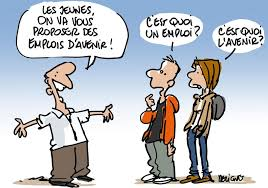 LES JEUNES,
ON VA VOUS
PROPOSER DES
EMPLOIS D'AVENIR !
C'EST QUOI
UN EMPLOI ?
C'EST QUOI
L'AVENIR ?